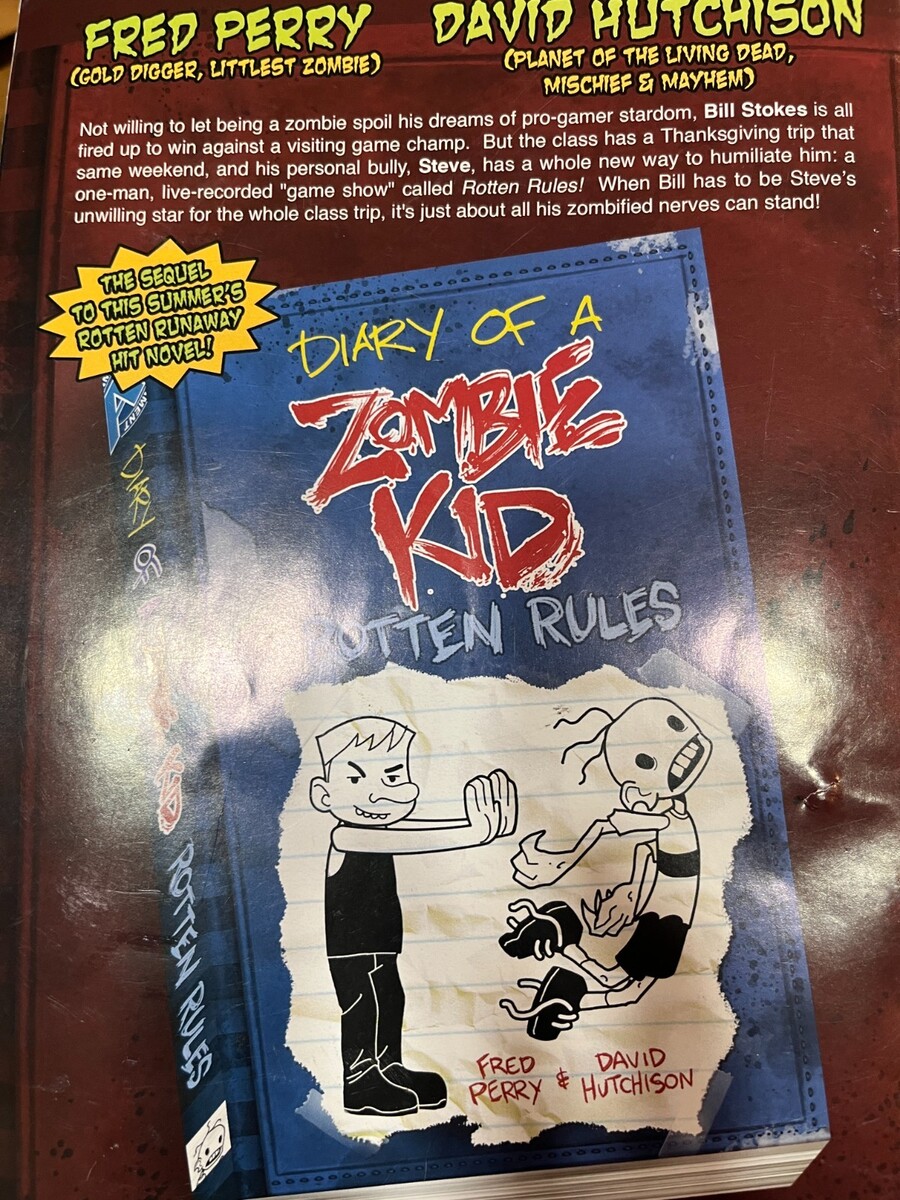 FRED PERRY
(GOLD DIGGER, LITTLEST ZOMBIE)
DAVID HUTCHISON
(PLANET OF THE LIVING DEAD,
MISCHIEF & MAYHEM)
Not willing to let being a zombie spoil his dreams of pro-gamer stardom, Bill Stokes is all
fired up to win against a visiting game champ. But the class has a Thanksgiving trip that
same weekend, and his personal bully, Steve, has a whole new way to humiliate him: a
one-man, live-recorded "game show" called Rotten Rules! When Bill has to be Steve's
unwilling star for the whole class trip, it's just about all his zombified nerves can stand!
THE SEQUEL
TO THIS SUMMER'S
ROTTEN RUNAWAY
HIT NOVEL!
DIARY OF A
ZOMBIE
KID
ROTTEN RULES
FRED
PERRY
&
DAVID
HUTCHISON
KID ROTTEN RULES